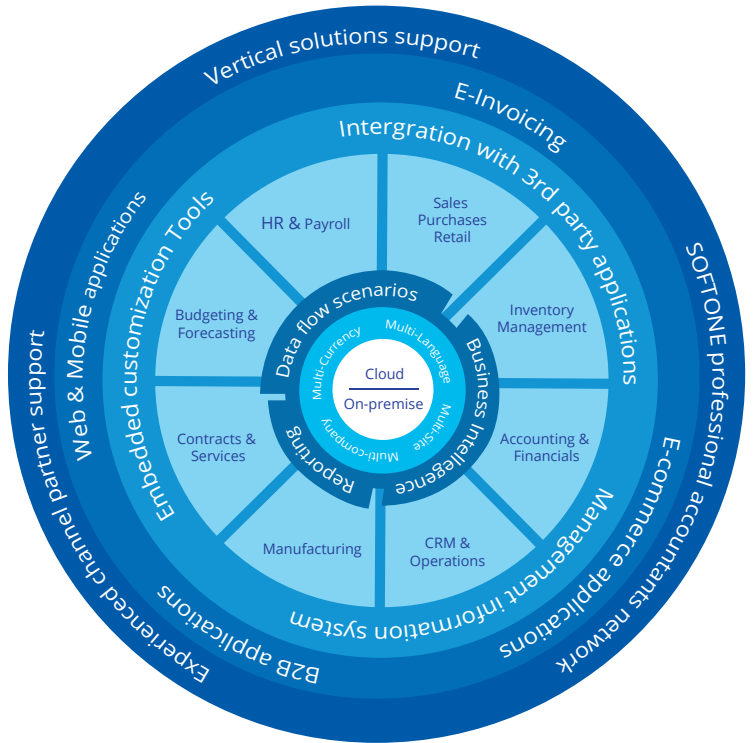 Vertical solutions support
SOFTONE professional accountants network
Experienced channel partner support
E-Invoicing
E-commerce applications
B2B applications
Web & Mobile applications
Intergration with 3rd party applications
Management information system
Embedded customization Tools
HR & Payroll
Sales
Purchases
Retail
Inventory
Management
Accounting &
Financials
CRM &
Operations
Manufacturing
Contracts &
Services
Budgeting &
Forecasting
Data flow scenarios
Business Intellegence
Reporting
Multi-Currency
Multi-Language
Multi-Site
Multi-company
Cloud
On-premise